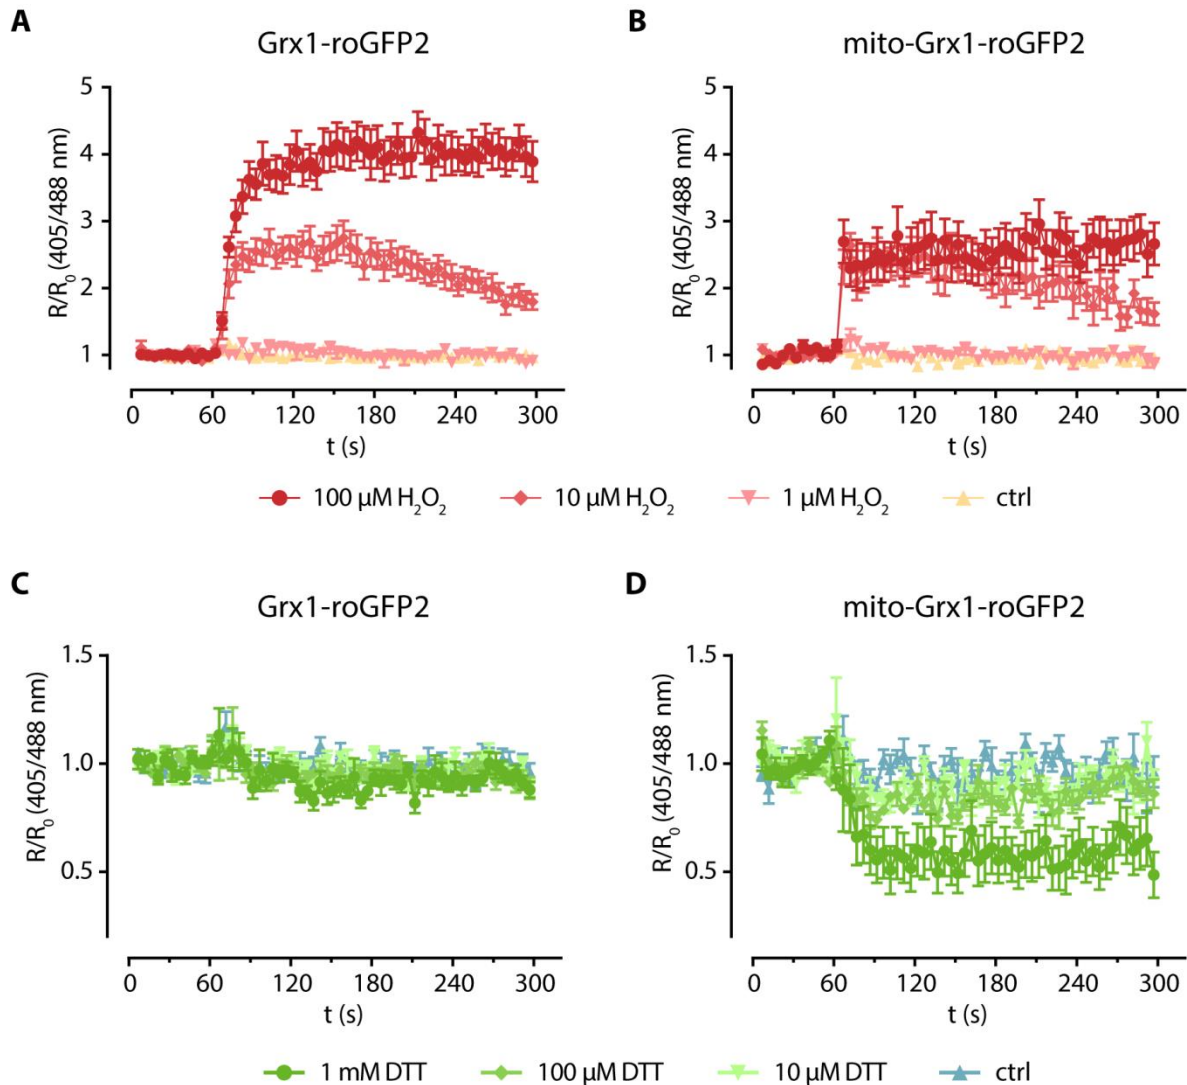 A
Grx1-roGFP2
R/R0 (405/488 nm)
5
4
3
2
1
0 60 120 180 240 300
t (s)
B
mito-Grx1-roGFP2
R/R0 (405/488 nm)
5
4
3
2
1
0 60 120 180 240 300
t (s)
100 µM H2O2 10 µM H2O2 1 µM H2O2 ctrl
C
Grx1-roGFP2
R/R0 (405/488 nm)
1.5
1.0
0.5
0 60 120 180 240 300
t (s)
D
mito-Grx1-roGFP2
R/R0 (405/488 nm)
1.5
1.0
0.5
0 60 120 180 240 300
t (s)
1 mM DTT 100 µM DTT 10 µM DTT ctrl